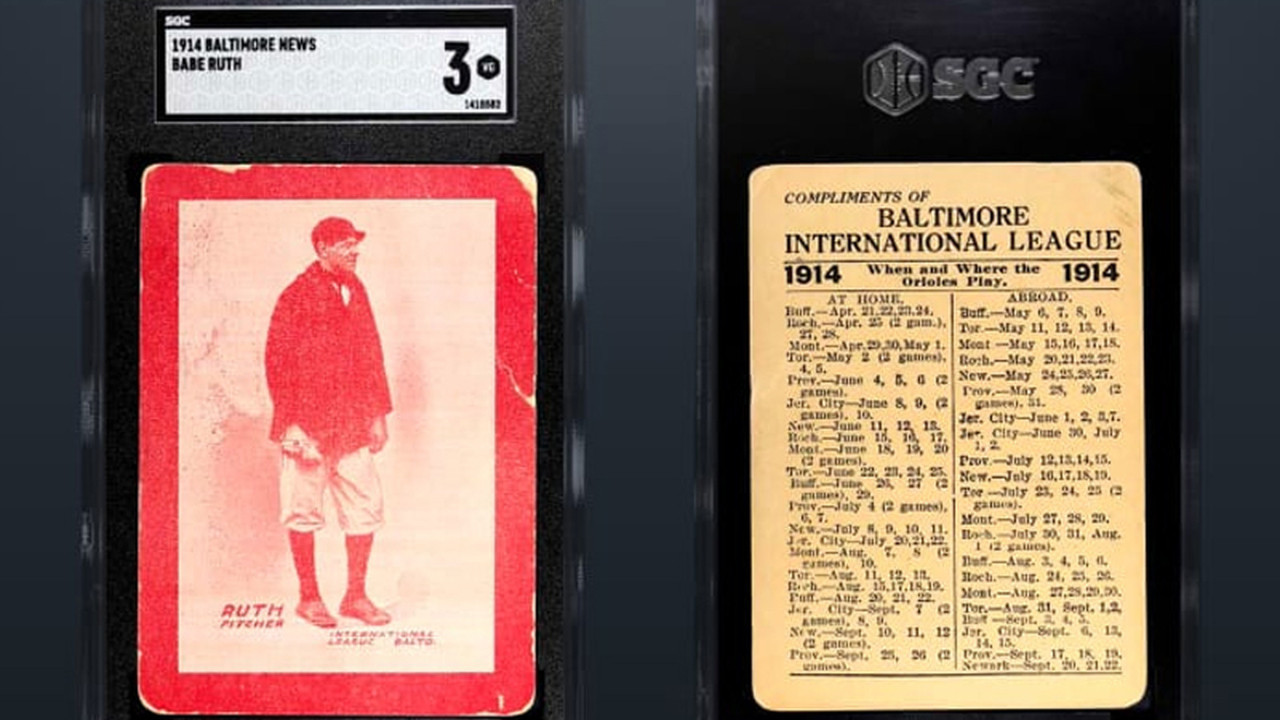 SGC
1914 BALTIMORE NEWS
BABE RUTH
3 VG
1418583
RUTH
PITCHER
INTERNATIONAL
LEAGUE BALTO.
SGC
COMPLIMENTS OF
BALTIMORE
INTERNATIONAL LEAGUE
1914 When and Where the 1914
Orioles Play.
AT HOME.
Buff.—Apr. 21,22,23,24.
Roch.—Apr. 25 (2 gam.),
27, 28.
Mont.—Apr.29,30,May 1.
Tor.—May 2 (2 games),
4, 5.
Prov.—June 4, 5, 6 (2
games).
Jer. City—June 8, 9, (2
games), 10.
New.—June 11, 12, 13.
Roch.—June 15, 16, 17.
Mont.—June 18, 19, 20
(2 games).
Tor.—June 22, 23, 24, 25.
Buff.—June 26, 27 (2
games), 29.
Prov.—July 4 (2 games),
6, 7.
New.—July 8, 9, 10, 11.
Jer. City—July 20,21,22.
Mont.—Aug. 7, 8 (2
games), 10.
Tor.—Aug. 11, 12, 13.
Roch.—Aug. 15,17,18,19.
Buff.—Aug. 20, 21, 22.
Jer. City—Sept. 7 (2
games), 8, 9.
New.—Sept. 10, 11, 12
(2 games).
Prov.—Sept. 25, 26 (2
games).
ABROAD.
Buff.—May 6, 7, 8, 9.
Tor.—May 11, 12, 13, 14.
Mont—May 15,16, 17,18.
Roch.—May 20,21,22,23.
New.—May 24,25,26,27.
Prov.—May 28, 30 (2
games), 31.
Jer. City—June 1, 2, 3,7.
Jer. City—June 30, July
1, 2.
Prov.—July 12,13,14,15.
New.—July 16,17,18,19.
Tor—July 23, 24, 25 (2
games).
Mont.—July 27, 28, 29.
Roch.—July 30, 31, Aug.
1 (2 games).
Buff.—Aug. 3, 4, 5, 6.
Roch.—Aug. 24, 25, 26.
Mont.—Aug. 27,28,29,30.
Tor.—Aug. 31, Sept. 1,2,
Buff—Sept. 3, 4, 5.
Jer. City—Sept. 6, 13,
14, 15.
Prov.—Sept. 17, 18, 19.
Newark—Sept. 20, 21,22.